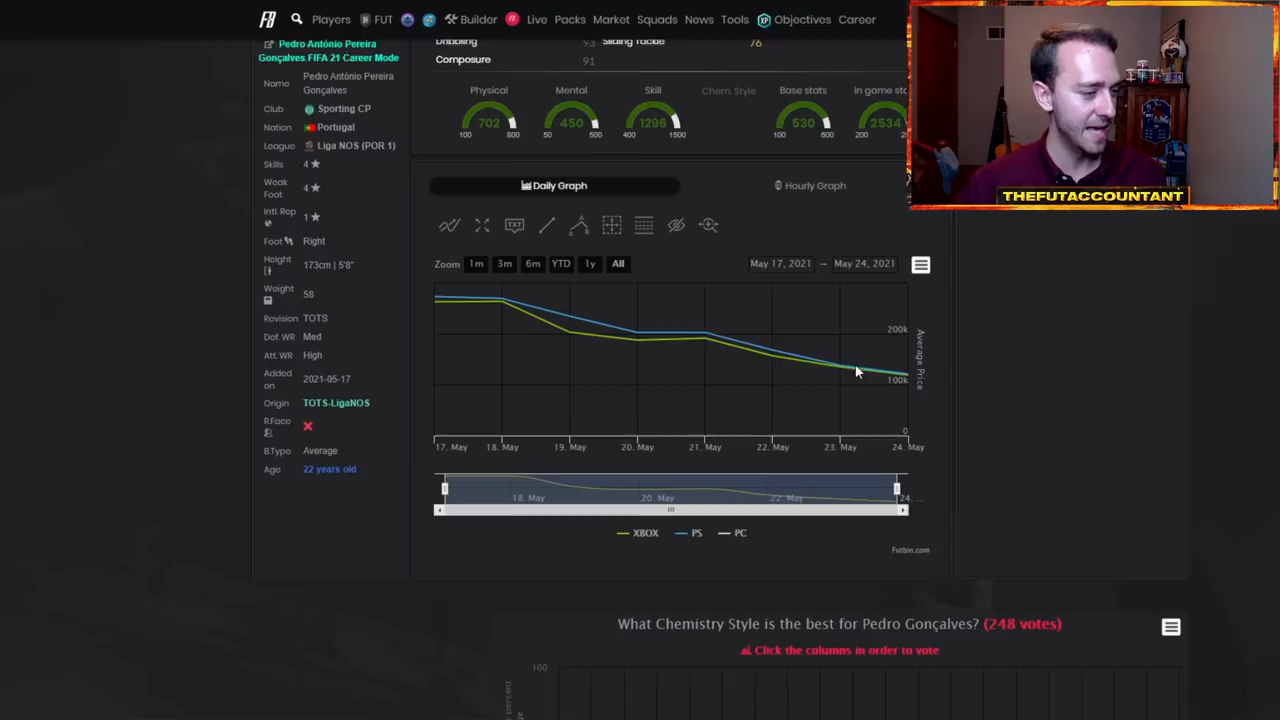 Players FUT Builder Live Packs Market Squads News Tools XP Objectives Career
Pedro António Pereira
Gonçalves FIFA 21 Career Mode
Name Pedro António Pereira
Gonçalves
Club Sporting CP
Nation Portugal
League Liga NOS (POR 1)
Skills 4
Weak
Foot 4
Intl. Rep 1
Foot Right
Height 173cm | 5'8"
Weight 58
Revision TOTS
Def. WR Med
Att. WR High
Added
on 2021-05-17
Origin TOTS-LigaNOS
R.Face
B.Type Average
Age 22 years old
Dribbling 93 Sliding Tackle 76
Composure 91
Physical Mental Skill Chem. Style Base stats In game sta
702 450 1296 530 2534
100 800 50 500 400 1500 100 600 200
Daily Graph Hourly Graph
TXT
Zoom 1m 3m 6m YTD 1y All May 17, 2021 → May 24, 2021
200k
100k
0
Average Price
17. May 18. May 19. May 20. May 21. May 22. May 23. May 24. May
18. May 20. May 22. May 24. ...
XBOX PS PC
Futbin.com
What Chemistry Style is the best for Pedro Gonçalves? (248 votes)
Click the columns in order to vote
100
percent
THEFUTACCOUNTANT